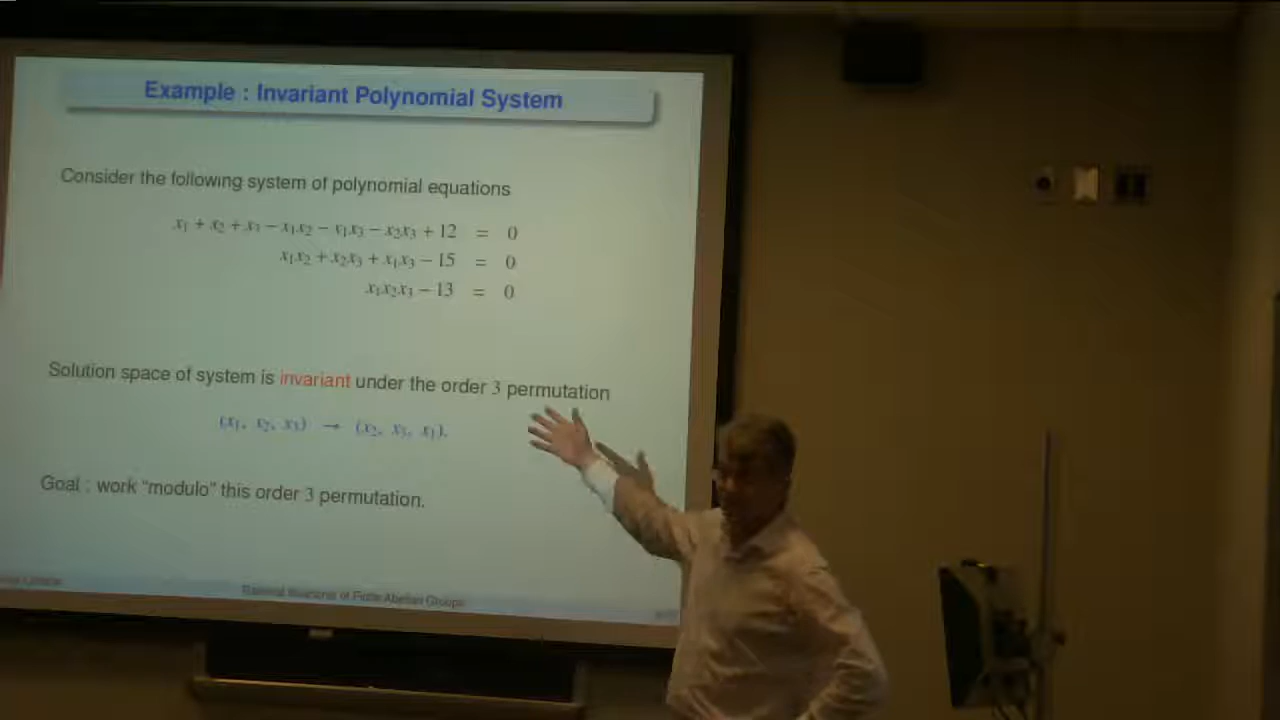 Example : Invariant Polynomial System
Consider the following system of polynomial equations
x₁ + x₂ + x₃ − x₁x₂ − x₁x₃ − x₂x₃ + 12 = 0
x₁x₂ + x₂x₃ + x₁x₃ − 15 = 0
x₁x₂x₃ − 13 = 0
Solution space of system is invariant under the order 3 permutation
(x₁, x₂, x₃) → (x₂, x₃, x₁).
Goal : work “modulo” this order 3 permutation.
Rational Invariants of Finite Abelian Groups